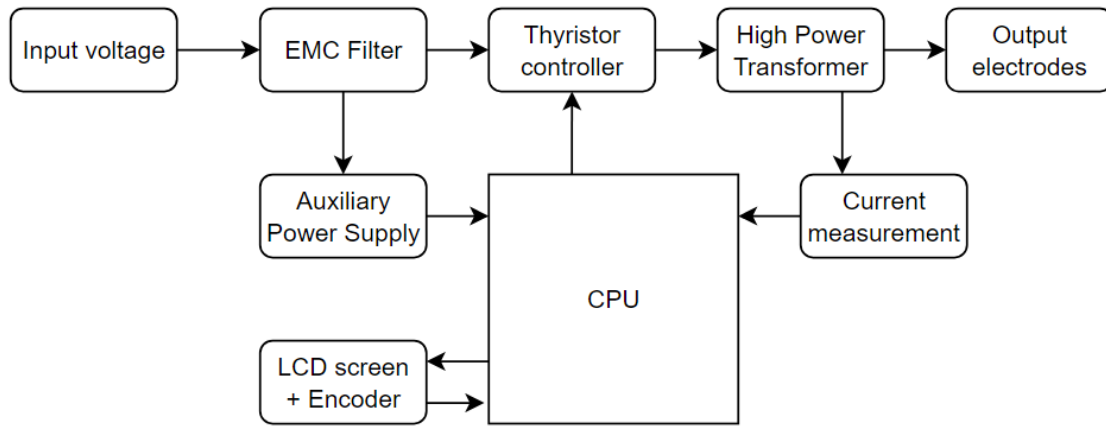 Input voltage
EMC Filter
Thyristor
controller
High Power
Transformer
Output
electrodes
Auxiliary
Power Supply
Current
measurement
CPU
LCD screen
+ Encoder